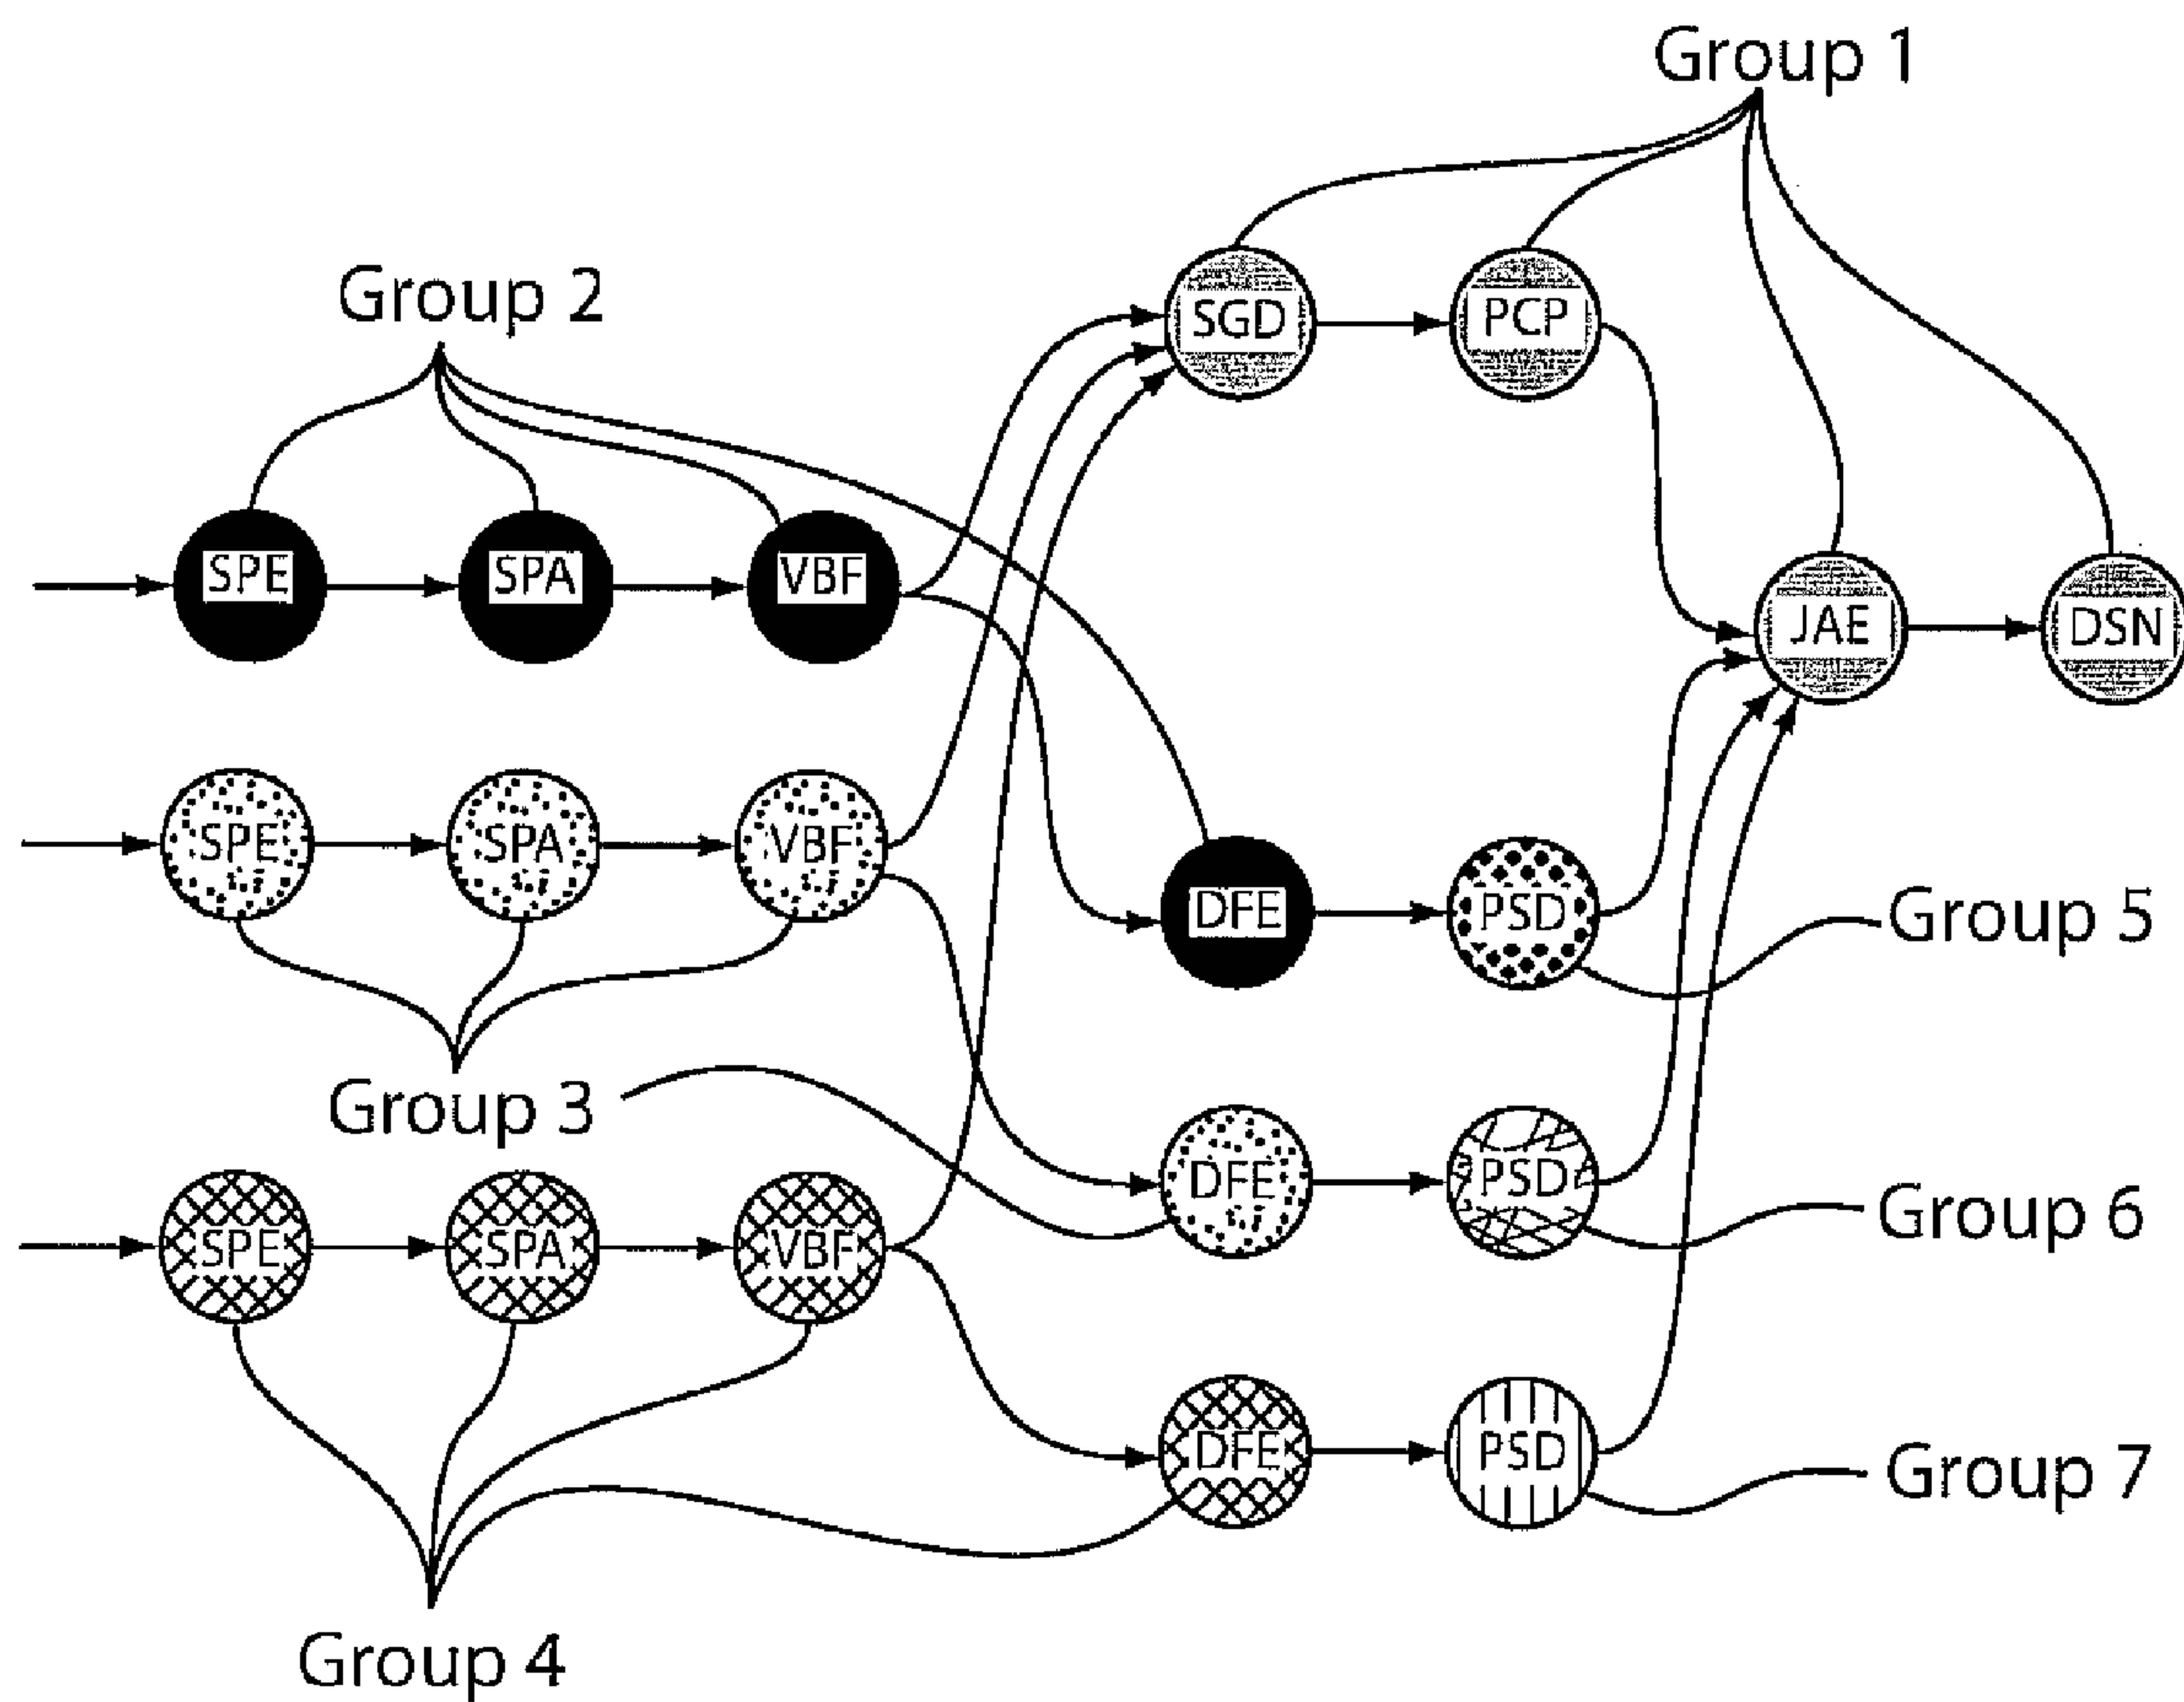 Group 1
Group 2
SGD
PCP
SPE
SPA
VBF
JAE
DSN
SPE
SPA
VBF
DFE
PSD
Group 5
Group 3
DFE
PSD
Group 6
SPE
SPA
VBF
DFE
PSD
Group 7
Group 4